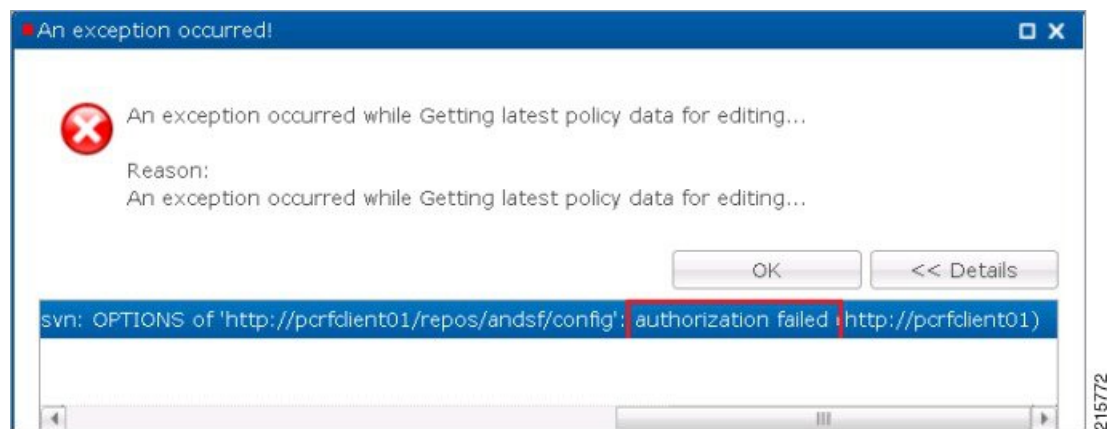 An exception occurred!
An exception occurred while Getting latest policy data for editing...
Reason:
An exception occurred while Getting latest policy data for editing...
OK
<< Details
svn: OPTIONS of 'http://pcrfclient01/repos/andsf/config': authorization failed (http://pcrfclient01)
215772